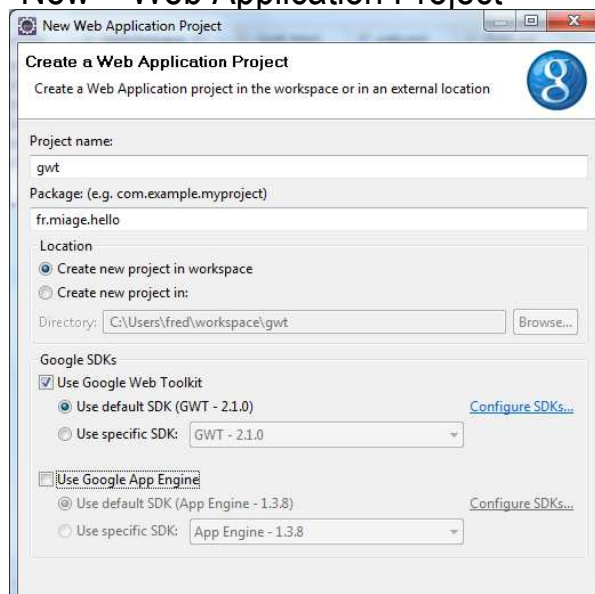 New Web Application Project
New Web Application Project
Create a Web Application Project
Create a Web Application project in the workspace or in an external location
g
Project name:
gwt
Package: (e.g. com.example.myproject)
fr.miage.hello
Location
Create new project in workspace
Create new project in:
Directory: C:\Users\fred\workspace\gwt Browse...
Google SDKs
Use Google Web Toolkit
Use default SDK (GWT - 2.1.0) Configure SDKs...
Use specific SDK: GWT - 2.1.0
Use Google App Engine
Use default SDK (App Engine - 1.3.8) Configure SDKs...
Use specific SDK: App Engine - 1.3.8